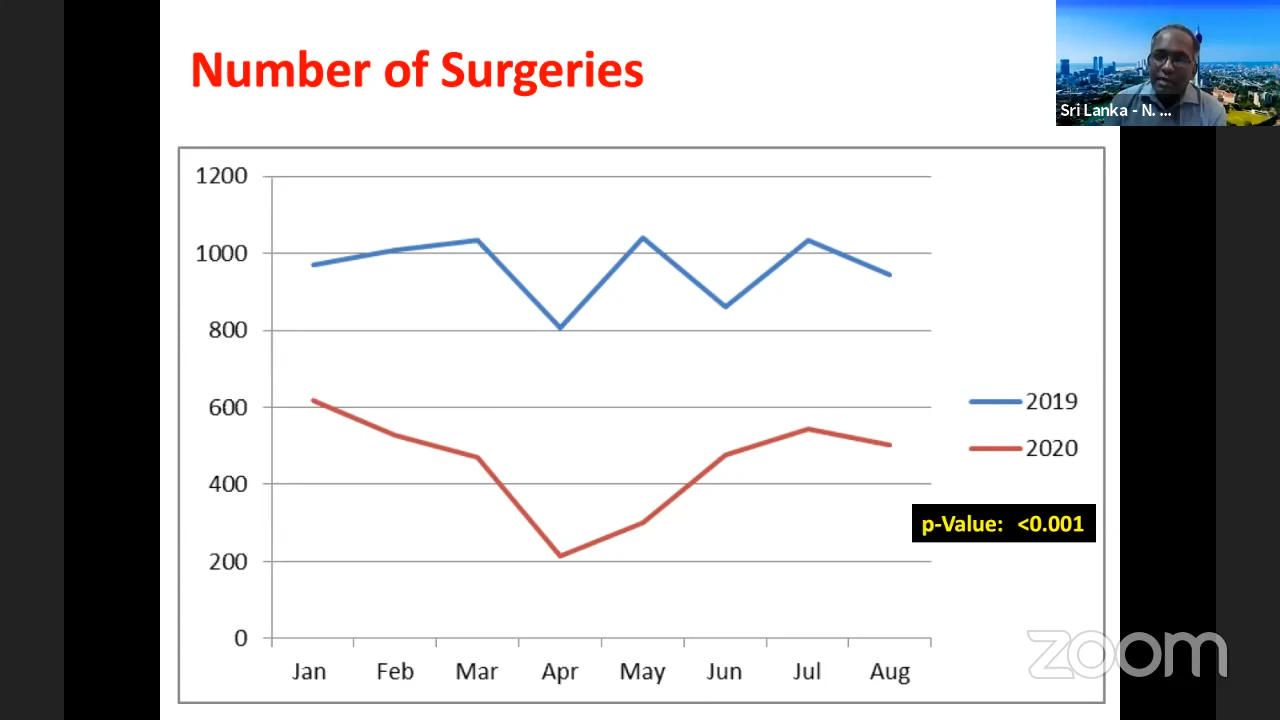 Number of Surgeries
Sri Lanka - N. ...
1200
1000
800
600
400
200
0
Jan Feb Mar Apr May Jun Jul Aug
2019
2020
p-Value: <0.001
zoom